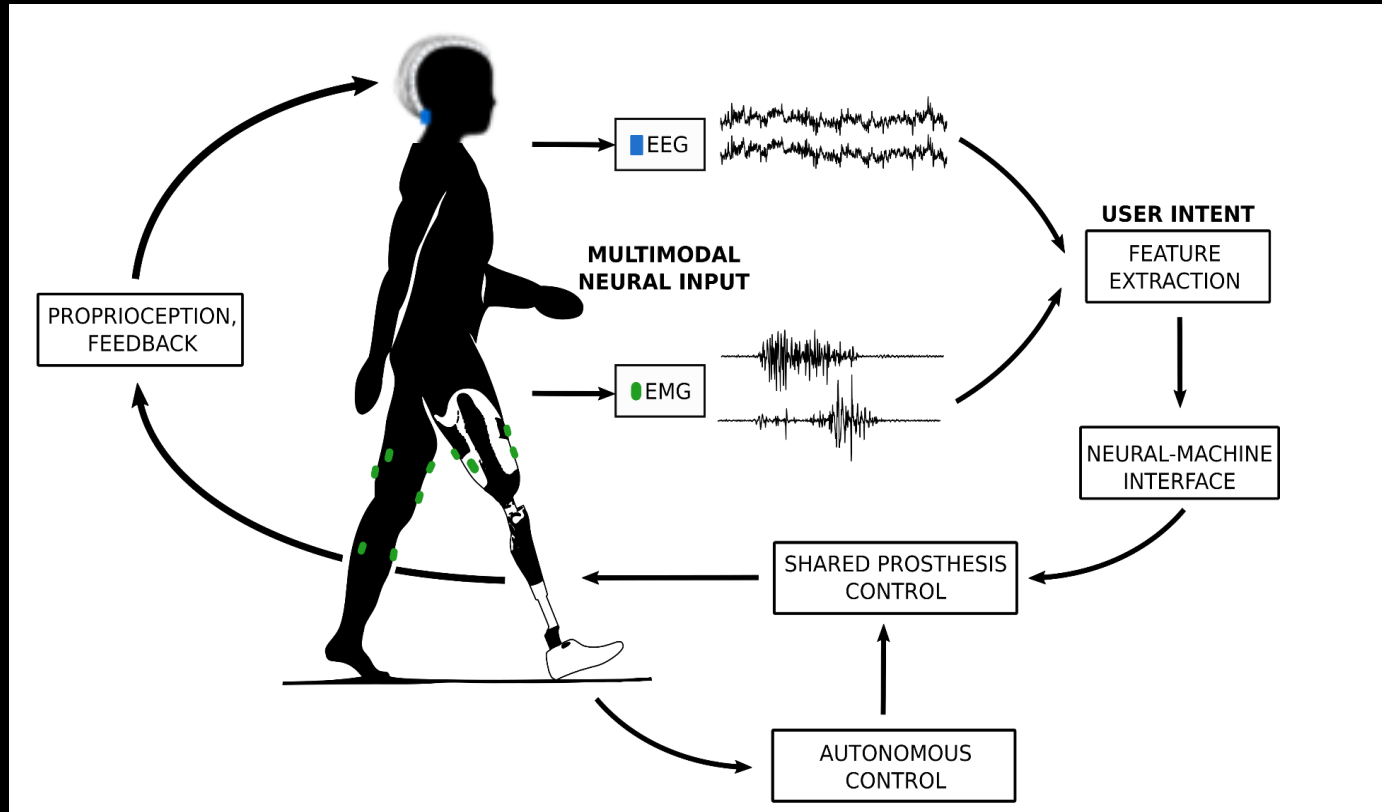 EEG
USER INTENT
FEATURE
EXTRACTION
MULTIMODAL
NEURAL INPUT
PROPRIOCEPTION,
FEEDBACK
EMG
NEURAL-MACHINE
INTERFACE
SHARED PROSTHESIS
CONTROL
AUTONOMOUS
CONTROL